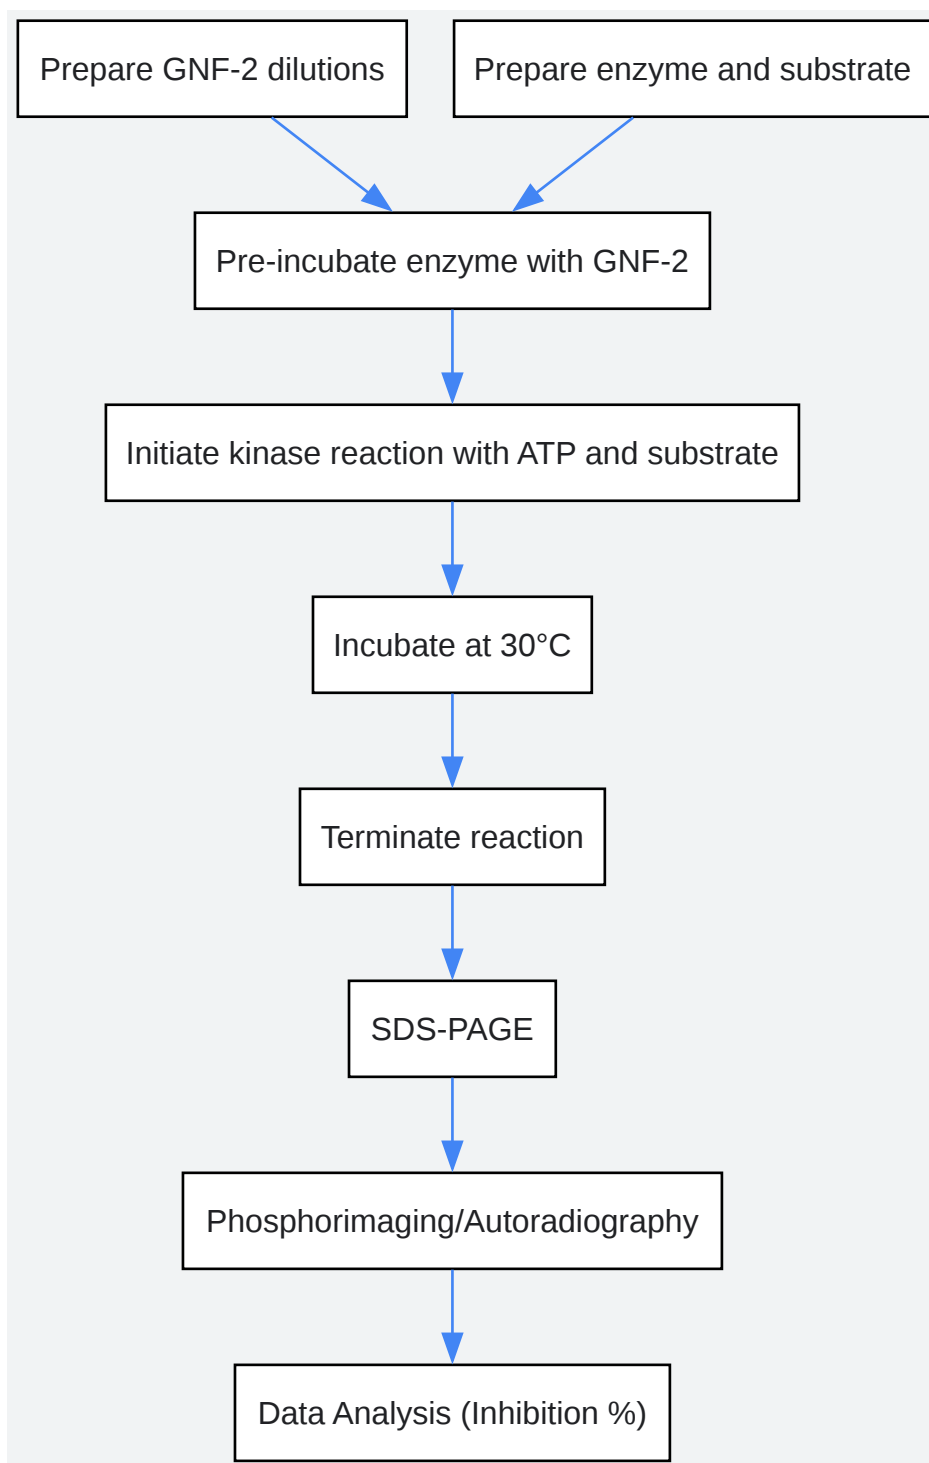 Prepare GNF-2 dilutions
Prepare enzyme and substrate
Pre-incubate enzyme with GNF-2
Initiate kinase reaction with ATP and substrate
Incubate at 30°C
Terminate reaction
SDS-PAGE
Phosphorimaging/Autoradiography
Data Analysis (Inhibition %)